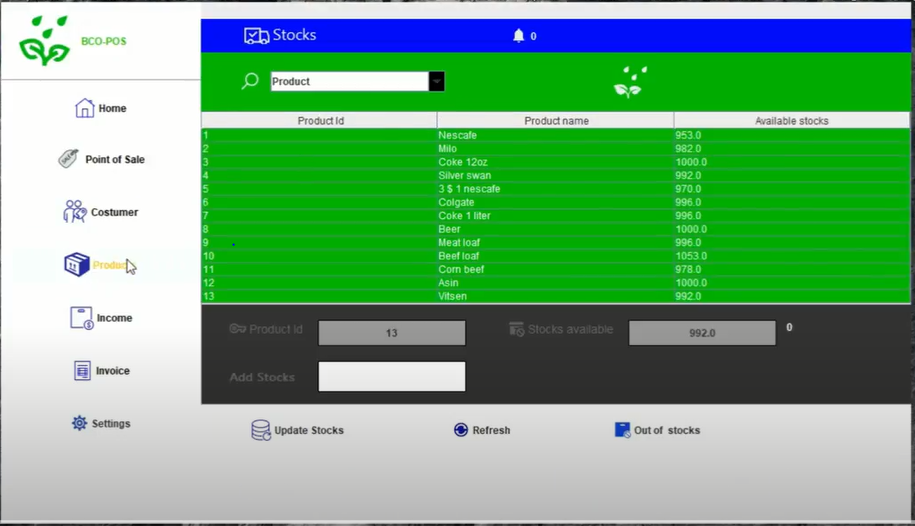 BCO-POS
Home
Point of Sale
Costumer
Product
Income
Invoice
Settings
Stocks 0
Product
Product Id Product name Available stocks
1 Nescafe 953.0
2 Milo 982.0
3 Coke 12oz 1000.0
4 Silver swan 992.0
5 3 $ 1 nescafe 970.0
6 Colgate 996.0
7 Coke 1 liter 996.0
8 Beer 1000.0
9 Meat loaf 996.0
10 Beef loaf 1053.0
11 Corn beef 978.0
12 Asin 1000.0
13 Vitsen 992.0
Product Id 13 Stocks available 992.0 0
Add Stocks
Update Stocks Refresh Out of stocks